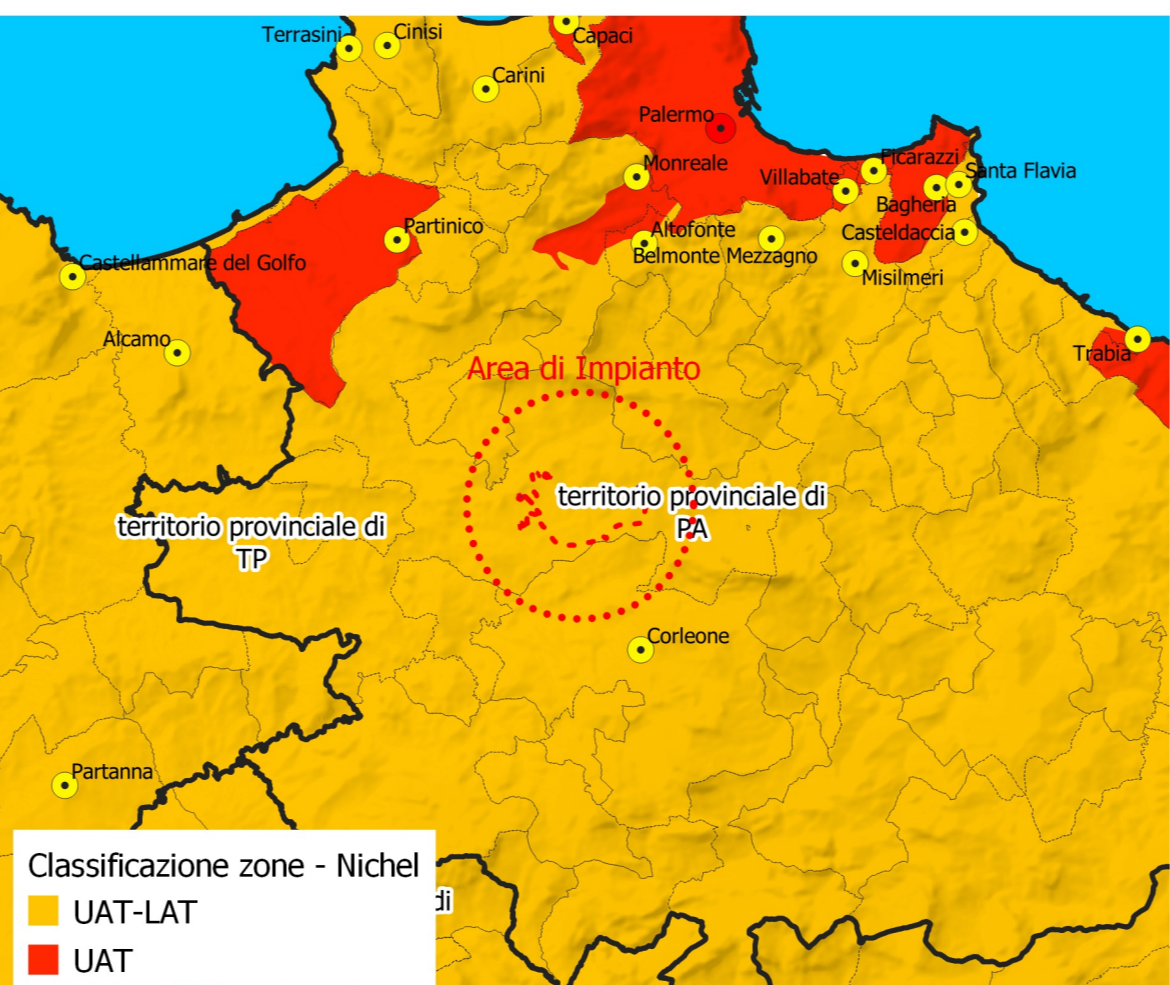 Terrasini
Cinisi
Capaci
Carini
Palermo
Monreale
Ficarazzi
Villabate
Santa Flavia
Bagheria
Partinico
Altofonte
Casteldaccia
Belmonte Mezzagno
Castellammare del Golfo
Misilmeri
Alcamo
Trabia
Area di Impianto
territorio provinciale di
PA
territorio provinciale di
TP
Corleone
Partanna
Classificazione zone - Nichel
di
UAT-LAT
UAT